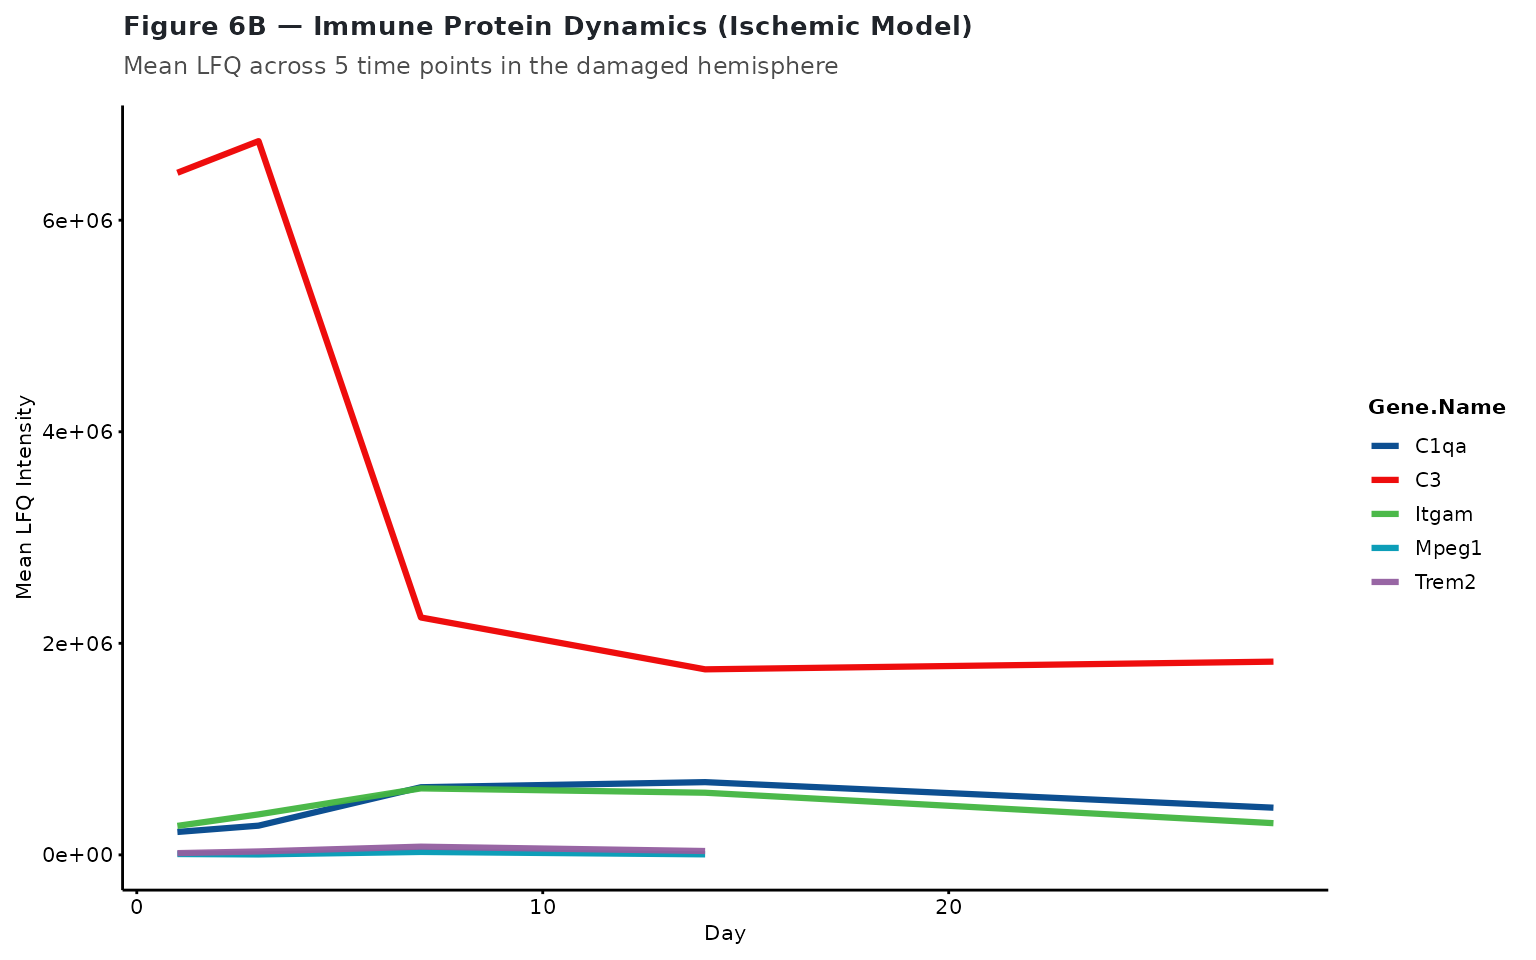 Figure 6B — Immune Protein Dynamics (Ischemic Model)
Mean LFQ across 5 time points in the damaged hemisphere
Mean LFQ Intensity
6e+06
4e+06
2e+06
0e+00
0
10
20
Day
Gene.Name
C1qa
C3
Itgam
Mpeg1
Trem2